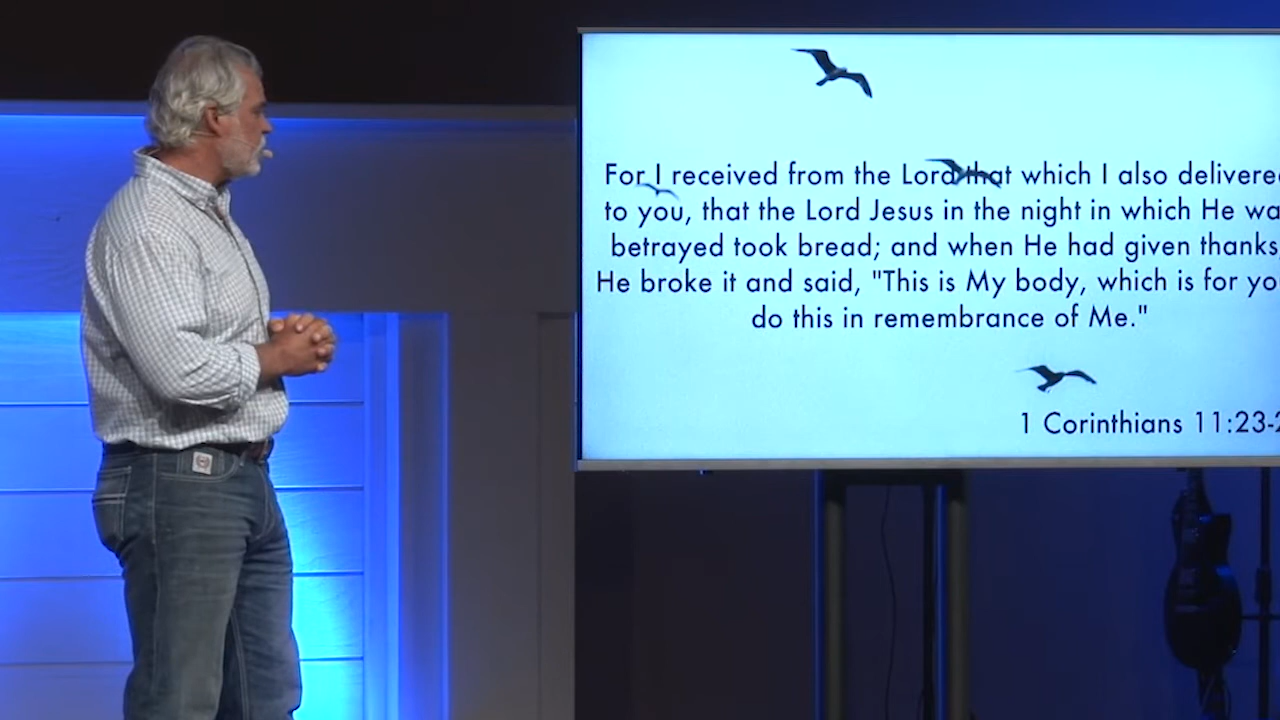 For I received from the Lord that which I also delivere
to you, that the Lord Jesus in the night in which He wa
betrayed took bread; and when He had given thanks,
He broke it and said, "This is My body, which is for yo
do this in remembrance of Me."
1 Corinthians 11:23-2